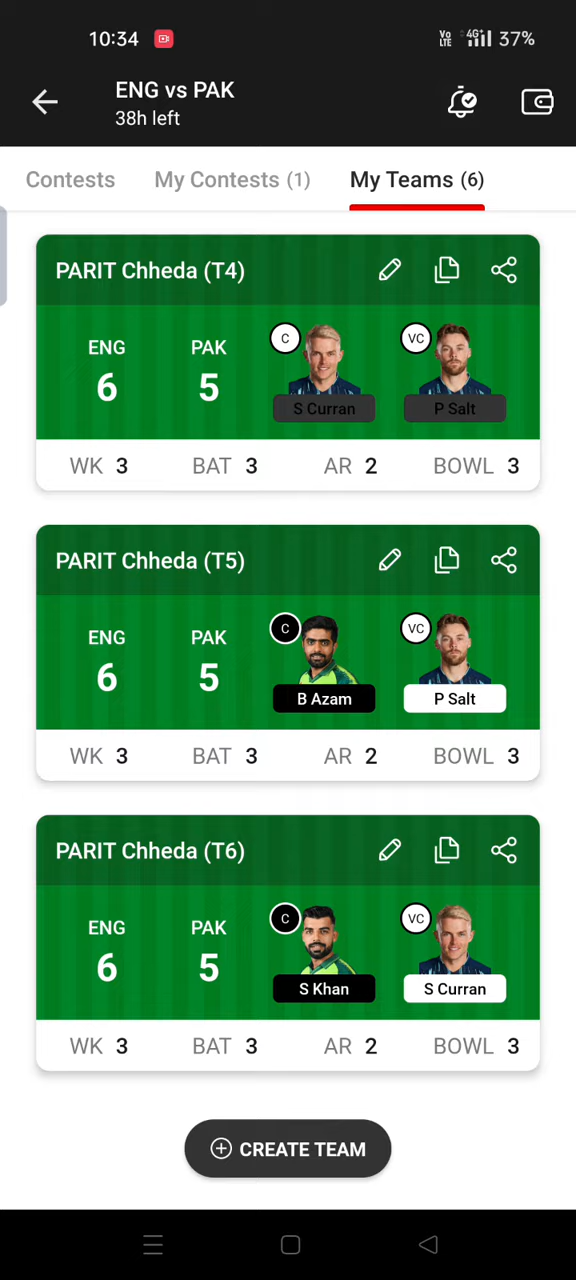 10:34 Vo LTE 4G+ 37%
ENG vs PAK
38h left
Contests My Contests (1) My Teams (6)
PARIT Chheda (T4)
ENG PAK C VC
6 5
S Curran P Salt
WK 3 BAT 3 AR 2 BOWL 3
PARIT Chheda (T5)
ENG PAK C VC
6 5
B Azam P Salt
WK 3 BAT 3 AR 2 BOWL 3
PARIT Chheda (T6)
ENG PAK C VC
6 5
S Khan S Curran
WK 3 BAT 3 AR 2 BOWL 3
CREATE TEAM